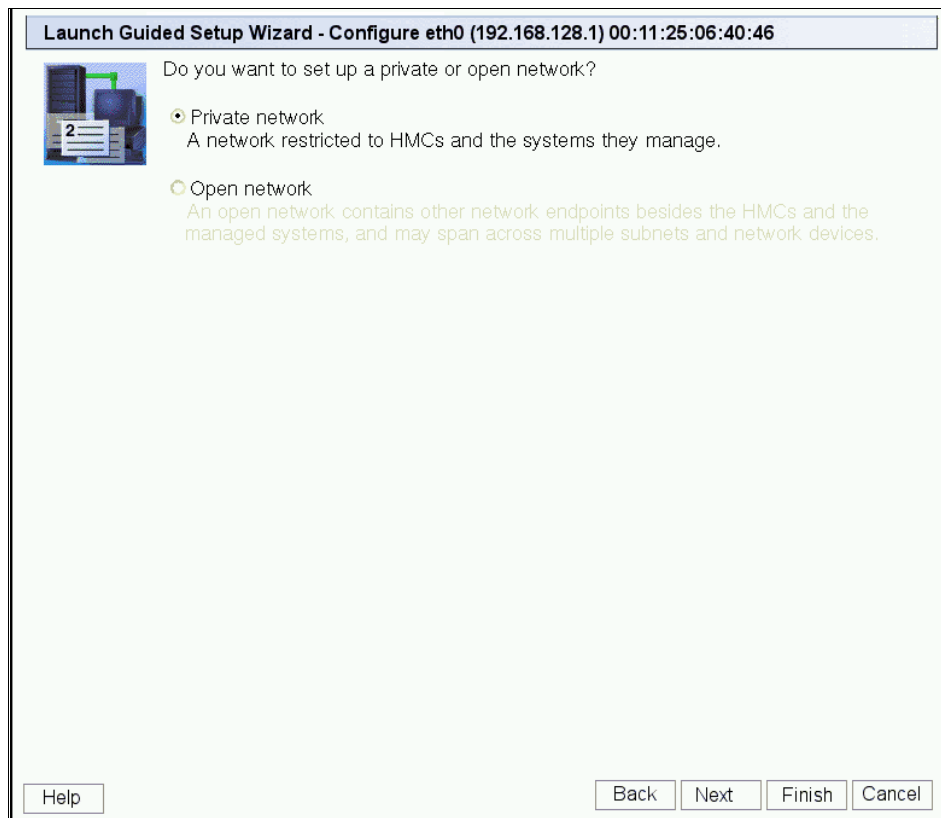 Launch Guided Setup Wizard - Configure eth0 (192.168.128.1) 00:11:25:06:40:46
Do you want to set up a private or open network?
2
Private network
A network restricted to HMCs and the systems they manage.
Open network
An open network contains other network endpoints besides the HMCs and the
managed systems, and may span across multiple subnets and network devices.
Help
Back
Next
Finish
Cancel